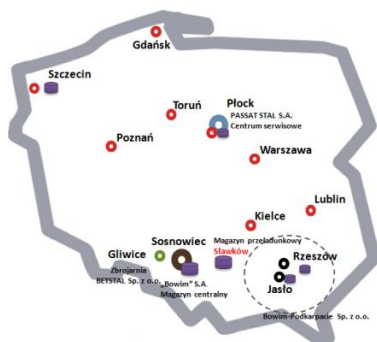 Gdańsk
Szczecin
Toruń
Płock
PASSAT STAL S.A.
Centrum serwisowe
Poznań
Warszawa
Lublin
Kielce
Sosnowiec
Magazyn przeładunkowy
Sławków
Gliwice
Zbrojarnia
BETSTAL Sp. z o.o.
„Bowim" S.A.
Magazyn centralny
Rzeszów
Jasło
Bowim-Podkarpacie Sp. z o.o.